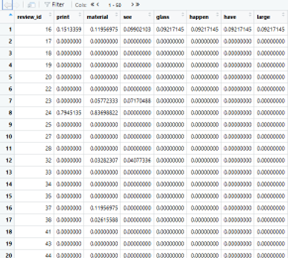 Filter Cols: 1 - 50
review_id print material see glass happen have large
1 16 0.1513359 0.11956975 0.09902103 0.09217145 0.09217145 0.09217145 0.09217145
2 17 0.0000000 0.00000000 0.00000000 0.00000000 0.00000000 0.00000000 0.00000000
3 18 0.0000000 0.00000000 0.00000000 0.00000000 0.00000000 0.00000000 0.00000000
4 19 0.0000000 0.00000000 0.00000000 0.00000000 0.00000000 0.00000000 0.00000000
5 20 0.0000000 0.00000000 0.00000000 0.00000000 0.00000000 0.00000000 0.00000000
6 22 0.0000000 0.00000000 0.00000000 0.00000000 0.00000000 0.00000000 0.00000000
7 23 0.0000000 0.05772333 0.07170488 0.00000000 0.00000000 0.00000000 0.00000000
8 24 0.7945135 0.03699822 0.00000000 0.00000000 0.00000000 0.00000000 0.00000000
9 25 0.0000000 0.00000000 0.00000000 0.00000000 0.00000000 0.00000000 0.00000000
10 27 0.0000000 0.00000000 0.00000000 0.00000000 0.00000000 0.00000000 0.00000000
11 28 0.0000000 0.00000000 0.00000000 0.00000000 0.00000000 0.00000000 0.00000000
12 32 0.0000000 0.03282307 0.04077336 0.00000000 0.00000000 0.00000000 0.00000000
13 33 0.0000000 0.00000000 0.00000000 0.00000000 0.00000000 0.00000000 0.00000000
14 34 0.0000000 0.00000000 0.00000000 0.00000000 0.00000000 0.00000000 0.00000000
15 35 0.0000000 0.00000000 0.00000000 0.00000000 0.00000000 0.00000000 0.00000000
16 37 0.0000000 0.11956975 0.00000000 0.00000000 0.00000000 0.00000000 0.00000000
17 38 0.0000000 0.02615588 0.00000000 0.00000000 0.00000000 0.00000000 0.00000000
18 41 0.0000000 0.00000000 0.00000000 0.00000000 0.00000000 0.00000000 0.00000000
19 43 0.0000000 0.00000000 0.00000000 0.00000000 0.00000000 0.00000000 0.00000000
20 44 0.0000000 0.00000000 0.00000000 0.00000000 0.00000000 0.00000000 0.00000000